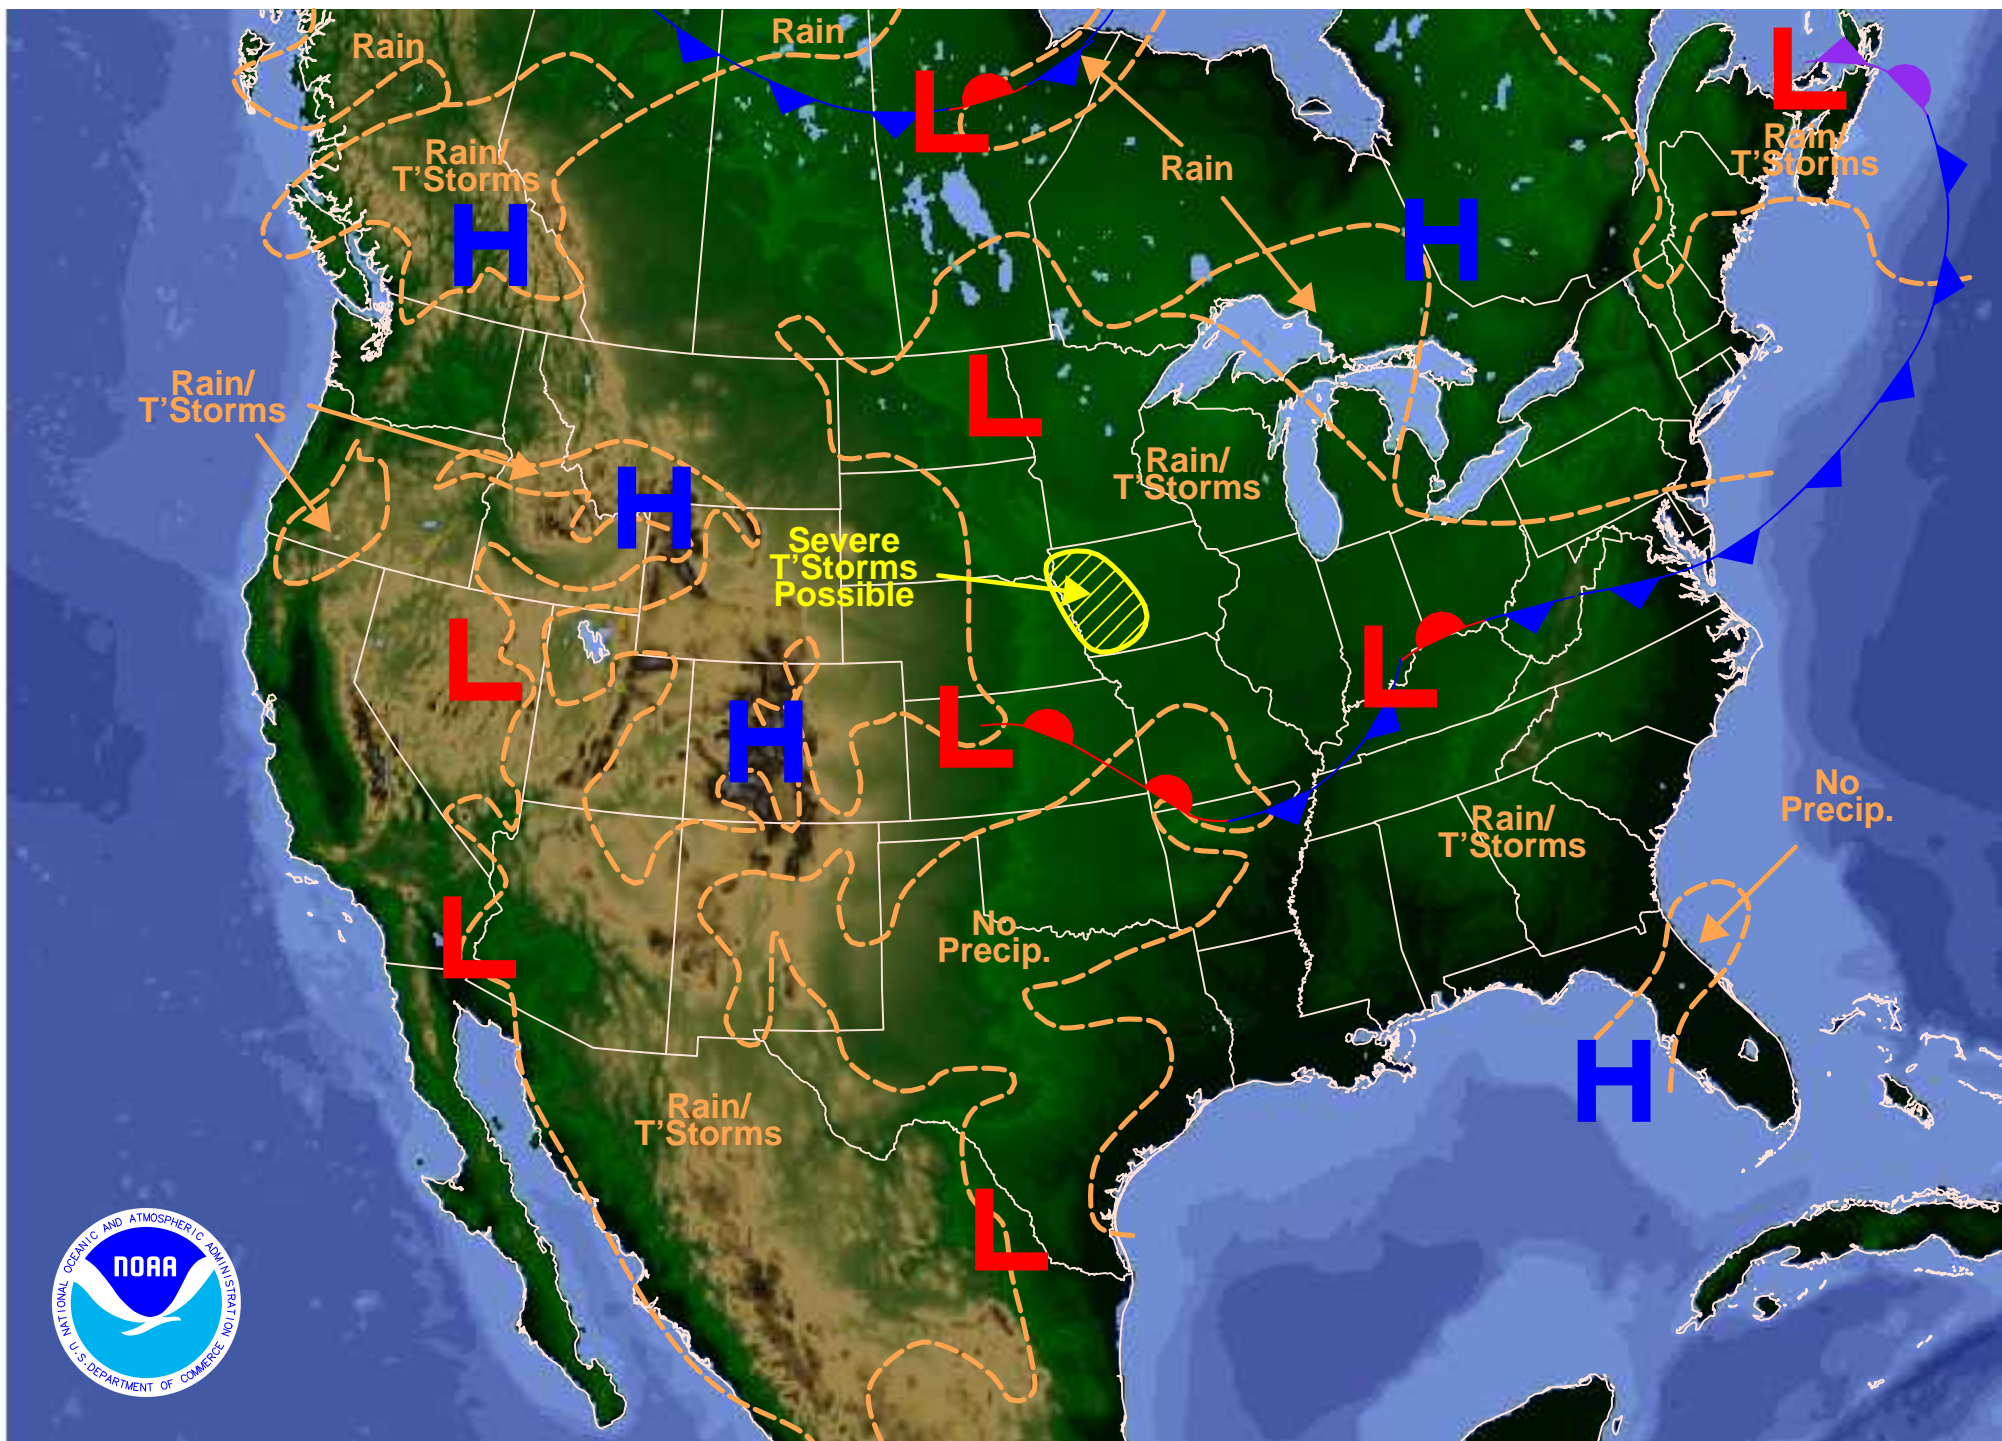 Rain
Rain
L
L
Rain/
T'Storms
Rain/
T'Storms
Rain
H
H
Rain/
T'Storms
L
Rain/
T'Storms
H
Severe
T'Storms
Possible
L
L
H
L
No
Precip.
Rain/
T'Storms
L
No
Precip.
H
Rain/
T'Storms
L
NATIONAL OCEANIC AND ATMOSPHERIC ADMINISTRATION
NOAA
U.S. DEPARTMENT OF COMMERCE